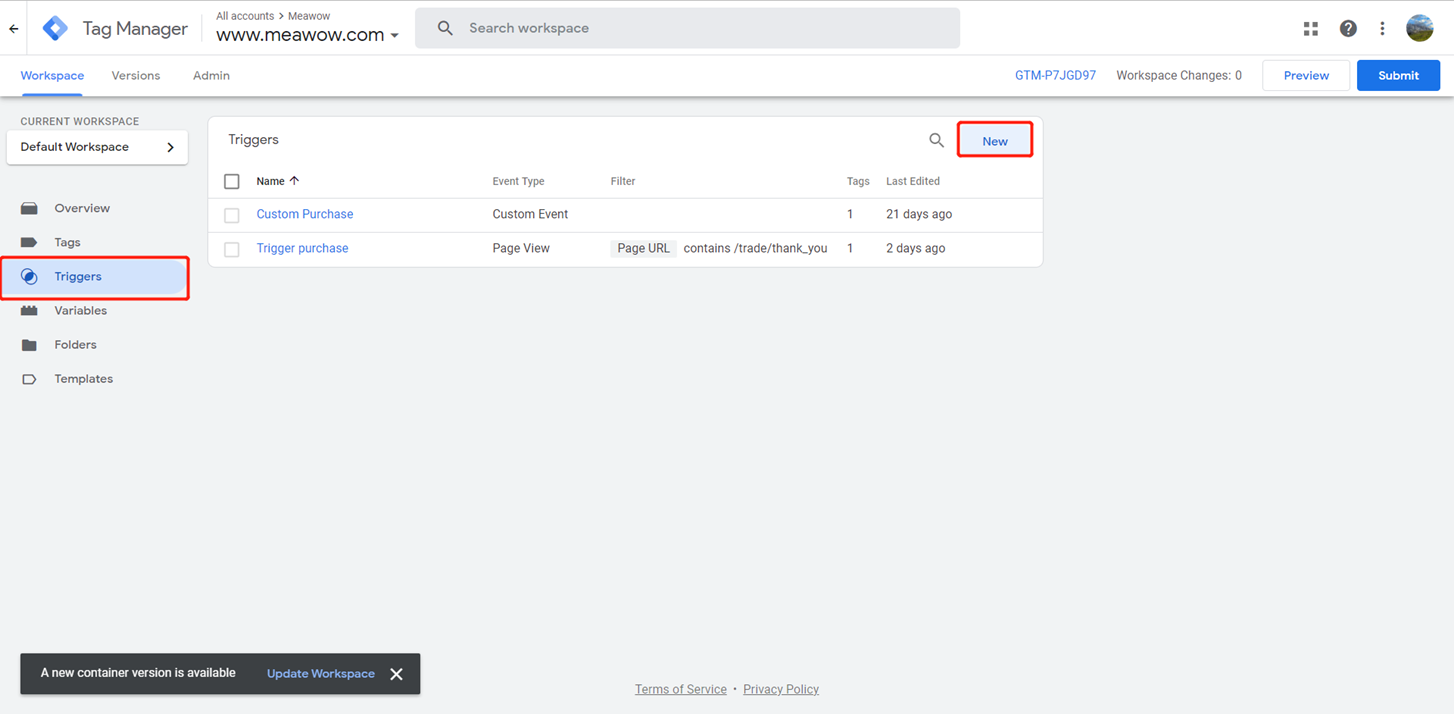 All accounts > Meawow
Tag Manager
www.meawow.com
Search workspace
Workspace Versions Admin
GTM-P7JGD97 Workspace Changes: 0 Preview Submit
CURRENT WORKSPACE
Default Workspace
Overview
Tags
Triggers
Variables
Folders
Templates
Triggers
New
Name Event Type Filter Tags Last Edited
Custom Purchase Custom Event 1 21 days ago
Trigger purchase Page View Page URL contains /trade/thank_you 1 2 days ago
A new container version is available Update Workspace
Terms of Service • Privacy Policy